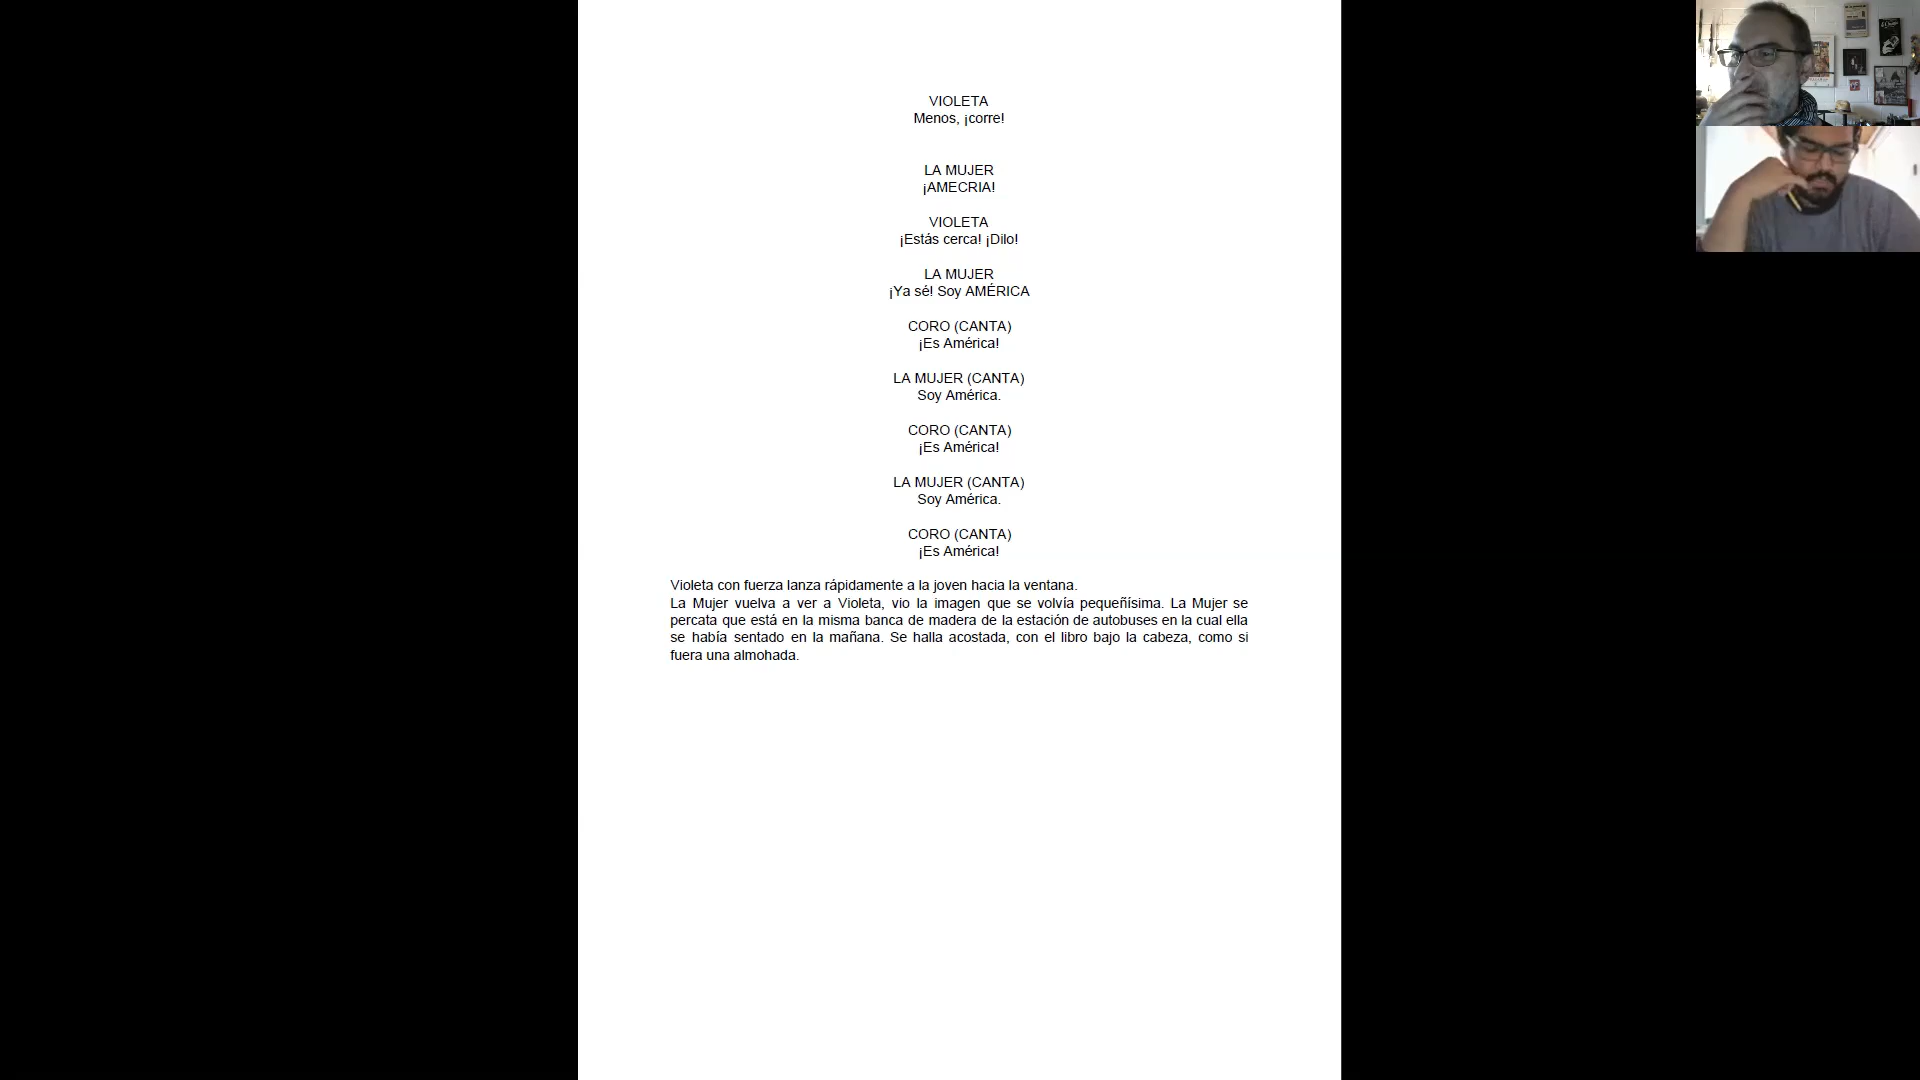 VIOLETA
Menos, ¡corre!
LA MUJER
¡AMECRIA!
VIOLETA
¡Estás cerca! ¡Dilo!
LA MUJER
¡Ya sé! Soy AMÉRICA
CORO (CANTA)
¡Es América!
LA MUJER (CANTA)
Soy América.
CORO (CANTA)
¡Es América!
LA MUJER (CANTA)
Soy América.
CORO (CANTA)
¡Es América!
Violeta con fuerza lanza rápidamente a la joven hacia la ventana.
La Mujer vuelva a ver a Violeta, vio la imagen que se volvía pequeñísima. La Mujer se
percata que está en la misma banca de madera de la estación de autobuses en la cual ella
se había sentado en la mañana. Se halla acostada, con el libro bajo la cabeza, como si
fuera una almohada.